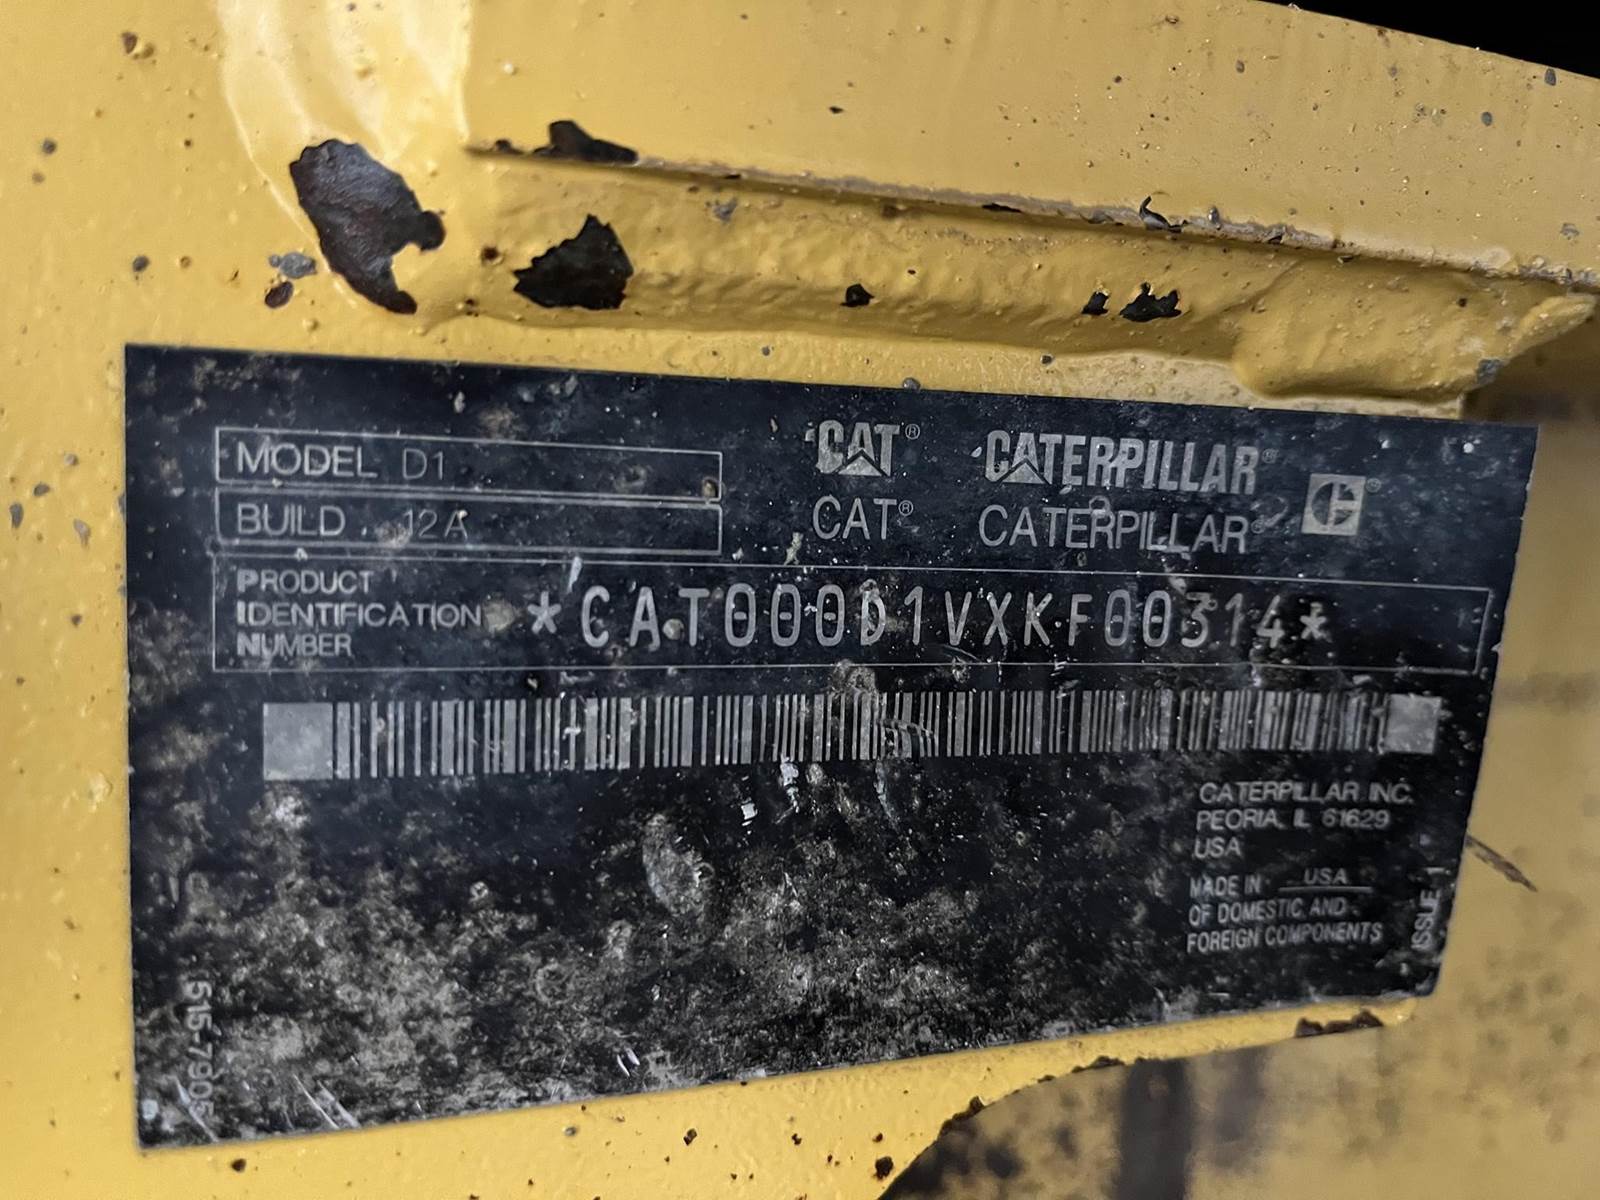 MODEL D1
BUILD 12A
CAT® CATERPILLAR®
CAT® CATERPILLAR® C®
PRODUCT
IDENTIFICATION
NUMBER
*CAT000D1VXKF00314*
CATERPILLAR INC.
PEORIA, IL 61629
USA
MADE IN USA
OF DOMESTIC AND
FOREIGN COMPONENTS
ISSUE 1
515-7905